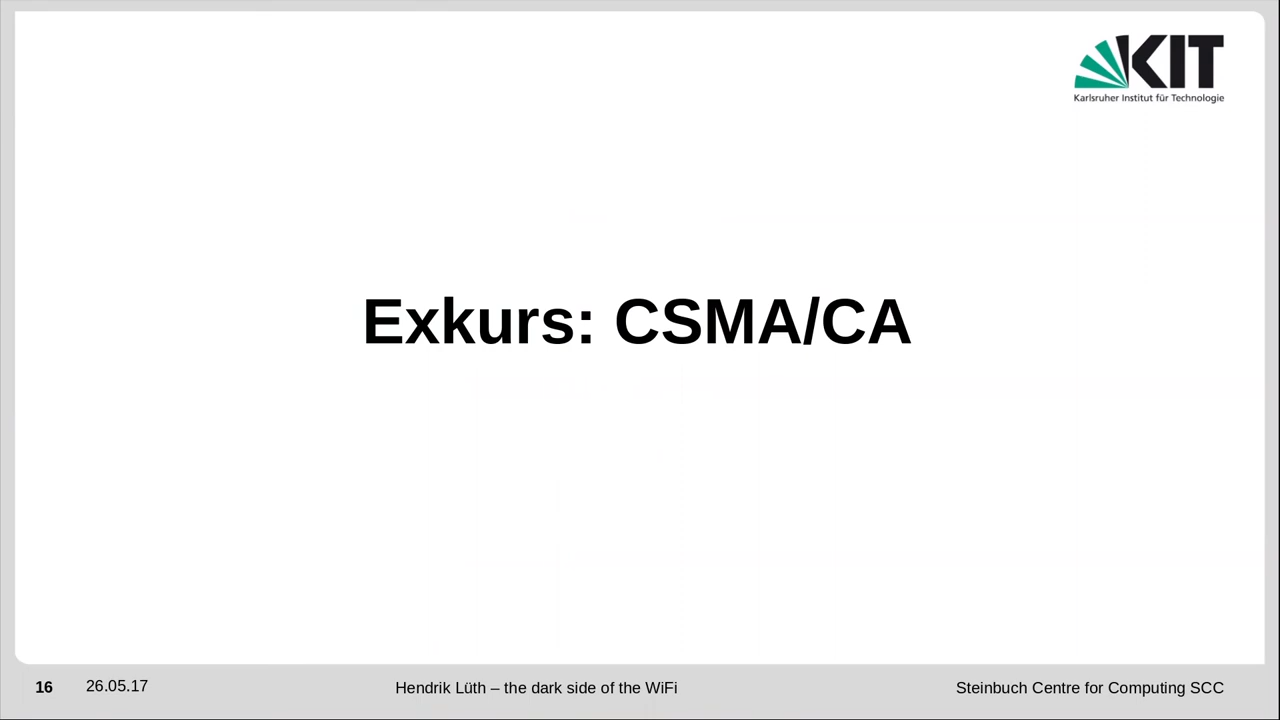 KIT
Karlsruher Institut für Technologie
Exkurs: CSMA/CA
16
26.05.17
Hendrik Lüth – the dark side of the WiFi
Steinbuch Centre for Computing SCC